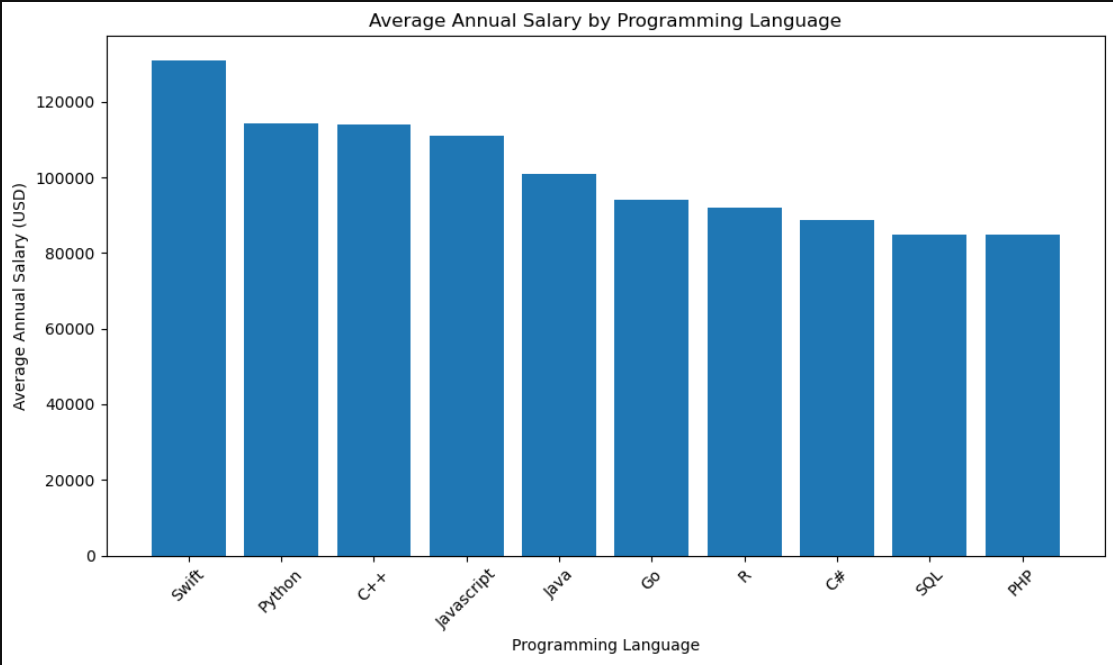 Average Annual Salary by Programming Language
Average Annual Salary (USD)
120000
100000
80000
60000
40000
20000
0
Swift
Python
C++
Javascript
Java
Go
R
C#
SQL
PHP
Programming Language